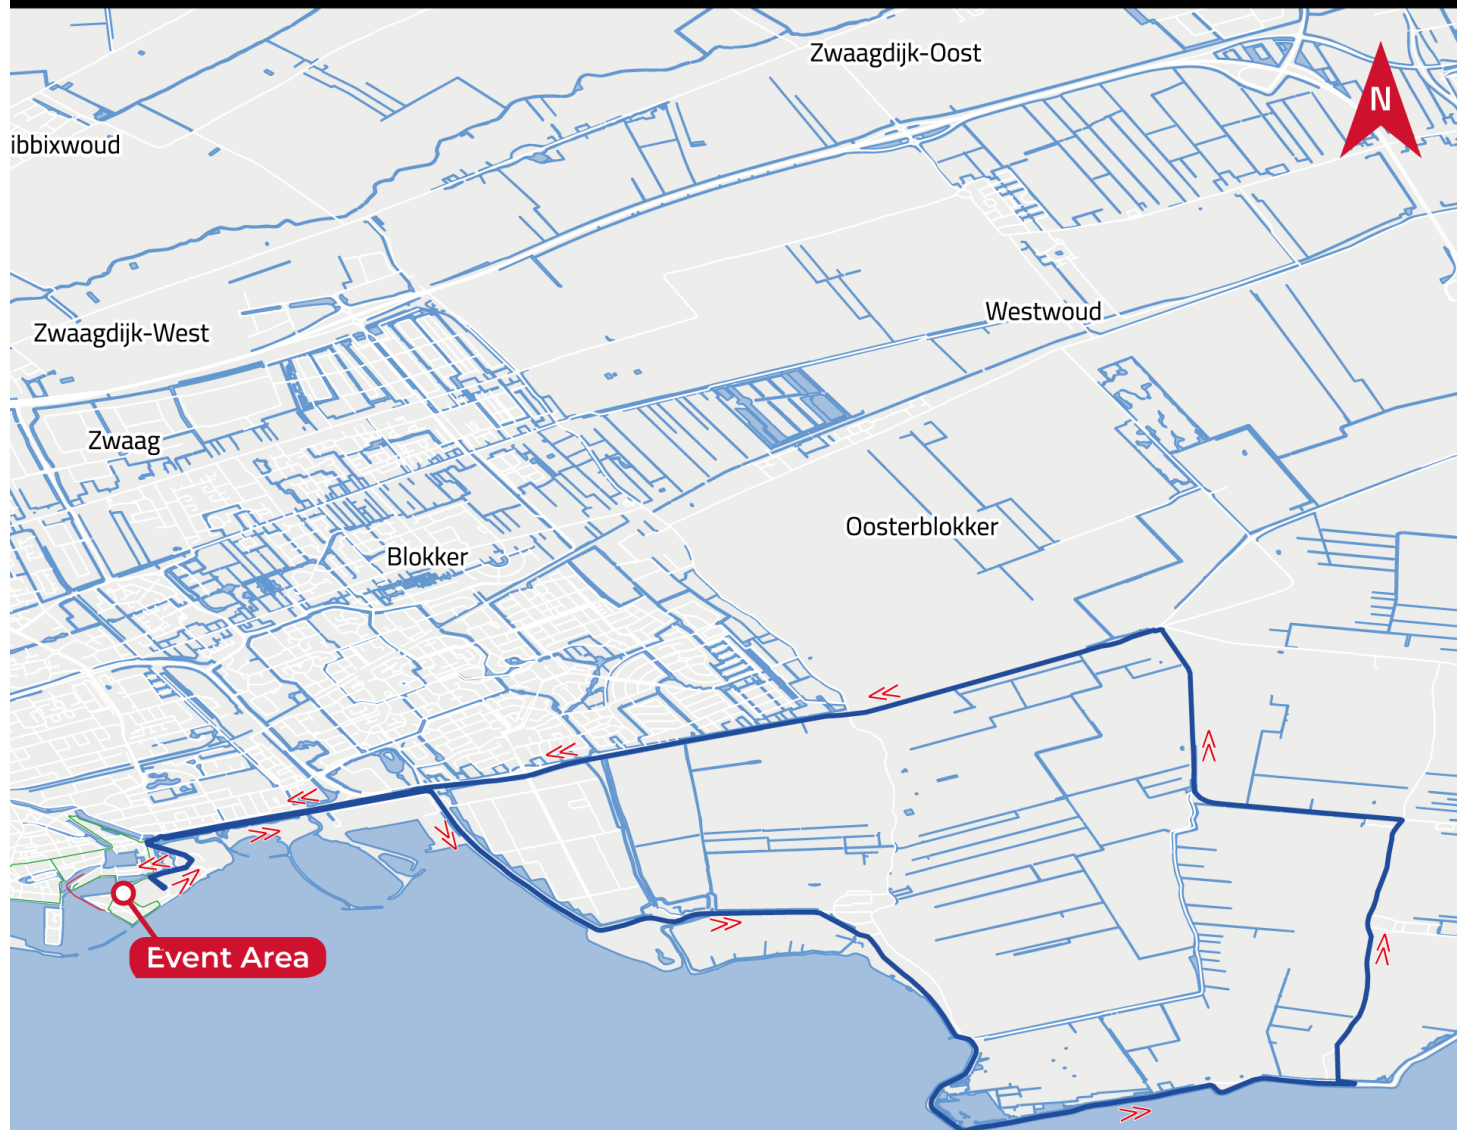 Zwaagdijk-Oost
N
ibbixwoud
Westwoud
Zwaagdijk-West
Zwaag
Oosterblokker
Blokker
Event Area